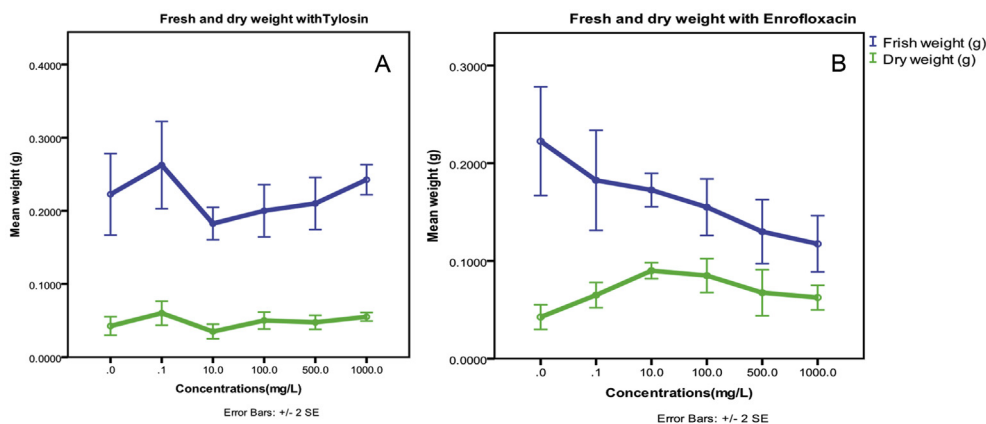 Fresh and dry weight withTylosin
A
0.4000
0.3000
0.2000
0.1000
0.0000
Mean weight (g)
.0 .1 10.0 100.0 500.0 1000.0
Concentrations(mg/L)
Error Bars: +/- 2 SE
Fresh and dry weight with Enrofloxacin
B
0.3000
0.2000
0.1000
0.0000
Mean weight (g)
.0 .1 10.0 100.0 500.0 1000.0
Concentrations(mg/L)
Error Bars: +/- 2 SE
Frish weight (g)
Dry weight (g)